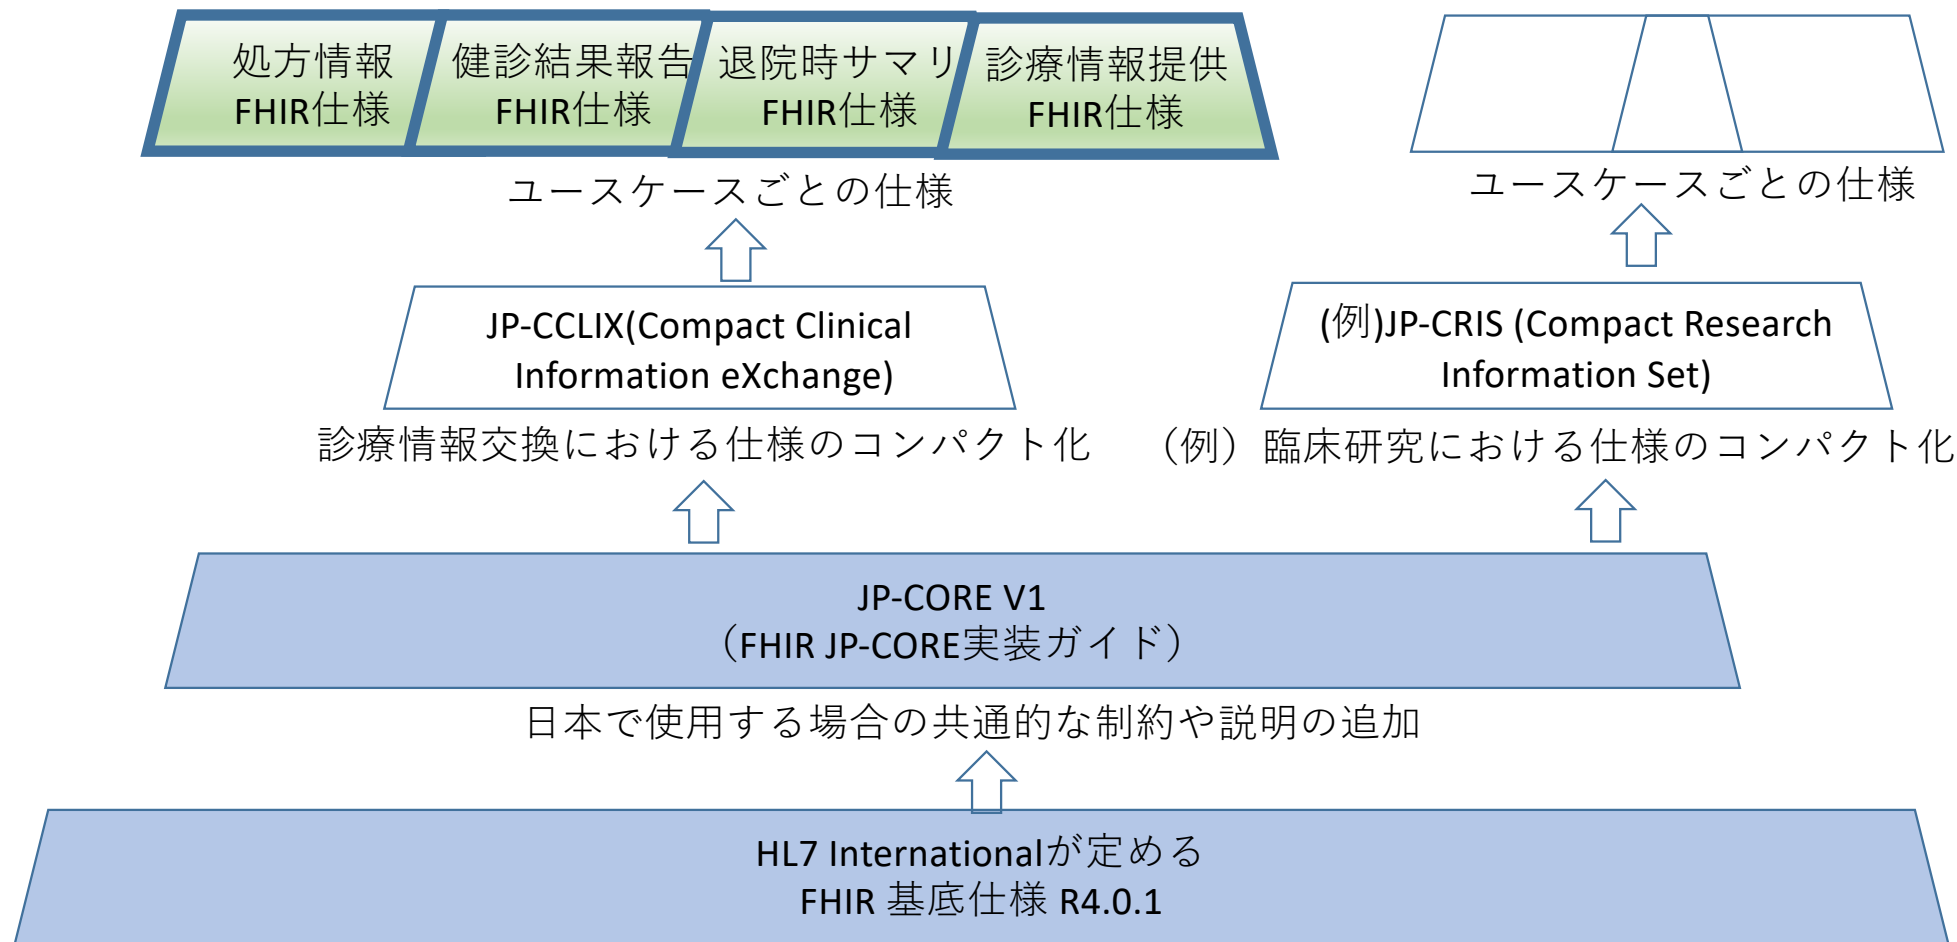 処方情報
FHIR仕様
健診結果報告
FHIR仕様
退院時サマリ
FHIR仕様
診療情報提供
FHIR仕様
ユースケースごとの仕様
ユースケースごとの仕様
JP-CCLIX(Compact Clinical
Information eXchange)
(例)JP-CRIS (Compact Research
Information Set)
診療情報交換における仕様のコンパクト化
（例）臨床研究における仕様のコンパクト化
JP-CORE V1
（FHIR JP-CORE実装ガイド）
日本で使用する場合の共通的な制約や説明の追加
HL7 Internationalが定める
FHIR 基底仕様 R4.0.1